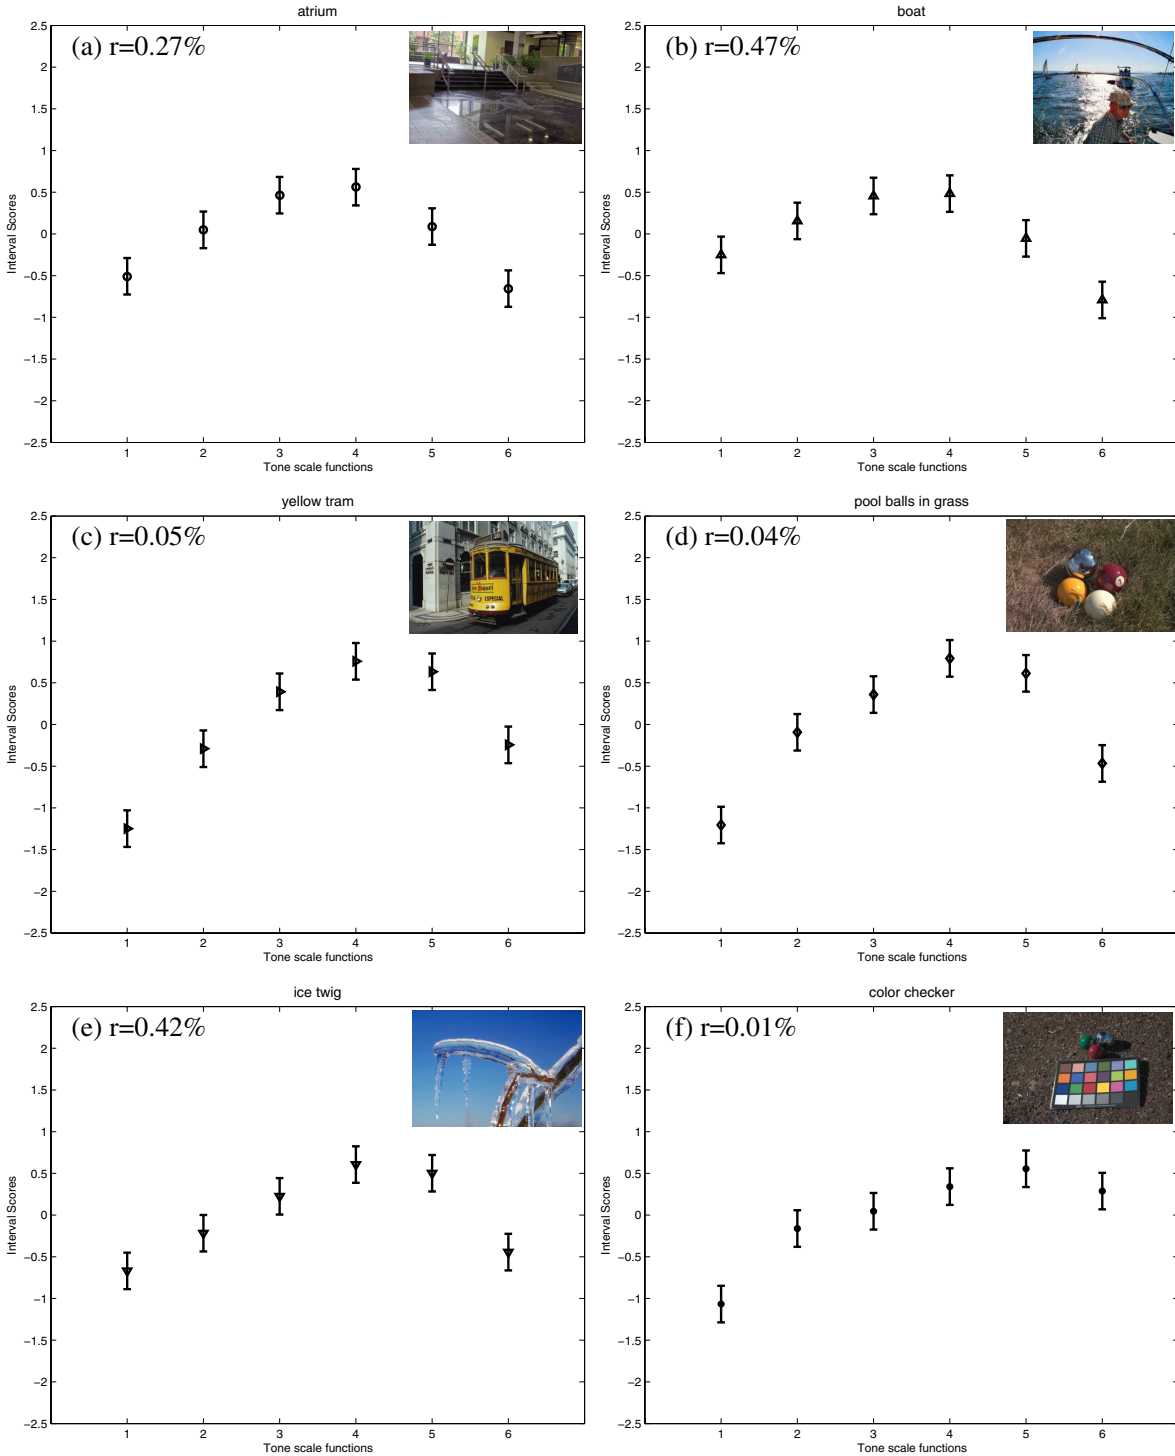 atrium
(a) r=0.27%
2.5
2
1.5
1
0.5
0
−0.5
−1
−1.5
−2
−2.5
Interval Scores
1 2 3 4 5 6
Tone scale functions
boat
(b) r=0.47%
2.5
2
1.5
1
0.5
0
−0.5
−1
−1.5
−2
−2.5
Interval Scores
1 2 3 4 5 6
Tone scale functions
yellow tram
(c) r=0.05%
ESPECIAL
2.5
2
1.5
1
0.5
0
−0.5
−1
−1.5
−2
−2.5
Interval Scores
1 2 3 4 5 6
Tone scale functions
pool balls in grass
(d) r=0.04%
2.5
2
1.5
1
0.5
0
−0.5
−1
−1.5
−2
−2.5
Interval Scores
1 2 3 4 5 6
Tone scale functions
ice twig
(e) r=0.42%
2.5
2
1.5
1
0.5
0
−0.5
−1
−1.5
−2
−2.5
Interval Scores
1 2 3 4 5 6
Tone scale functions
color checker
(f) r=0.01%
2.5
2
1.5
1
0.5
0
−0.5
−1
−1.5
−2
−2.5
Interval Scores
1 2 3 4 5 6
Tone scale functions